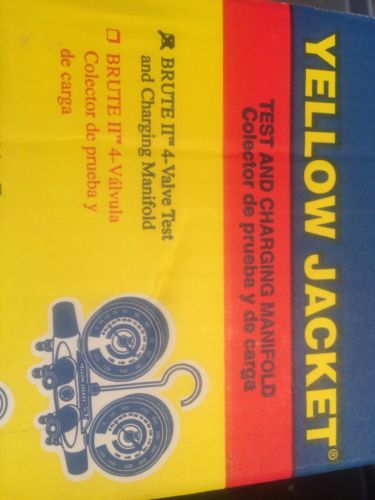 YELLOW JACKET®
TEST AND CHARGING MANIFOLD
Colector de prueba y de carga
BRUTE II™ 4-Valve Test
and Charging Manifold
BRUTE II™ 4-Válvula
Colector de prueba y
de carga